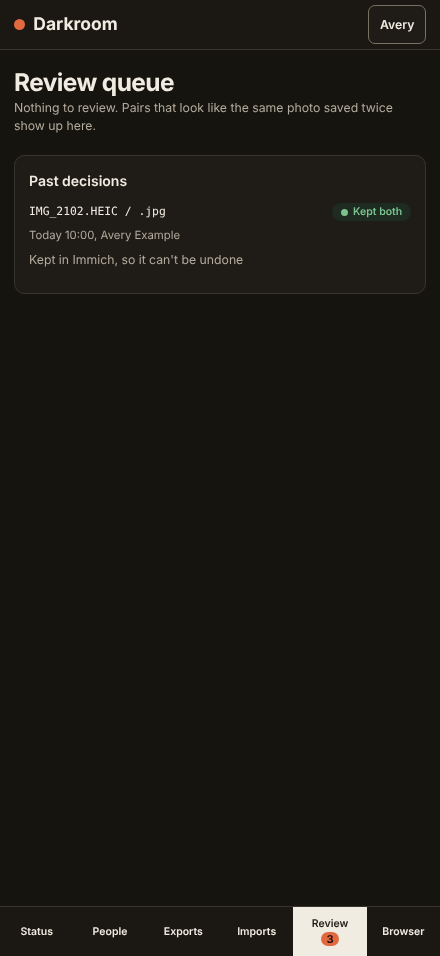 Darkroom
Avery
Review queue
Nothing to review. Pairs that look like the same photo saved twice
show up here.
Past decisions
IMG_2102.HEIC / .jpg
Kept both
Today 10:00, Avery Example
Kept in Immich, so it can't be undone
Status
People
Exports
Imports
Review
3
Browser